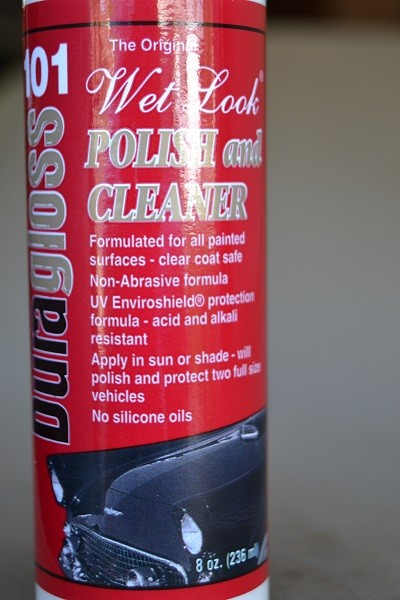 The Original
101
Wet Look®
POLISH and
CLEANER
Duragloss
Formulated for all painted
surfaces - clear coat safe
Non-Abrasive formula
UV Enviroshield® protection
formula - acid and alkali
resistant
Apply in sun or shade - will
polish and protect two full size
vehicles
No silicone oils
8 oz. (236 ml)